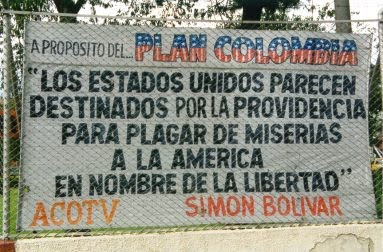 A PROPOSITO DEL... PLAN COLOMBIA
"LOS ESTADOS UNIDOS PARECEN
DESTINADOS POR LA PROVIDENCIA
PARA PLAGAR DE MISERIAS
A LA AMERICA
EN NOMBRE DE LA LIBERTAD"
ACOTV SIMON BOLIVAR